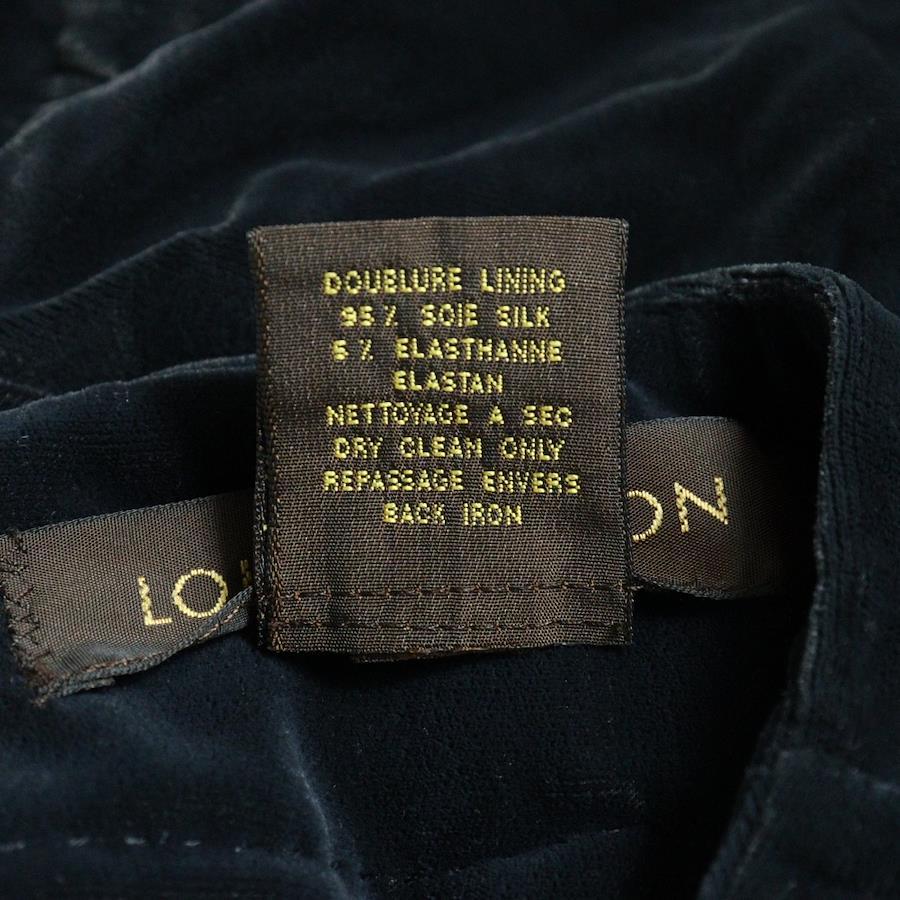 DOUBLURE LINING
95% SOIE SILK
5% ELASTHANNE
ELASTAN
NETTOYAGE A SEC
DRY CLEAN ONLY
REPASSAGE ENVERS
BACK IRON
LO
ON